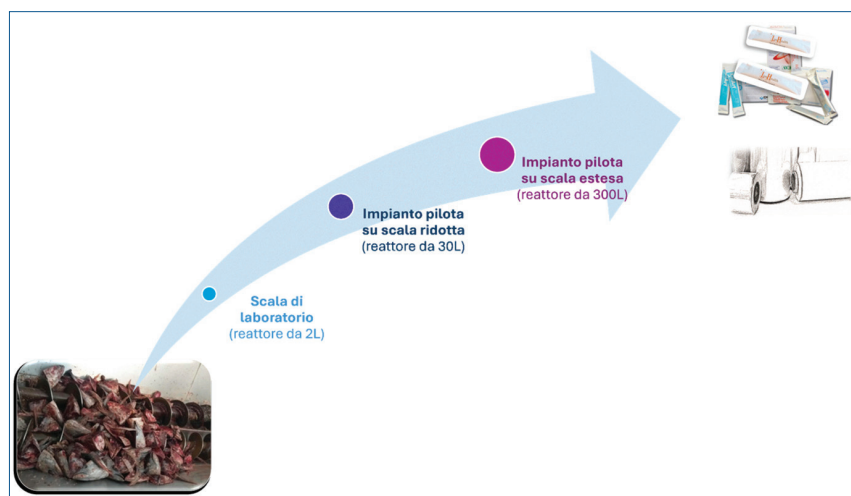 Impianto pilota
su scala estesa
(reattore da 300L)
Impianto pilota
su scala ridotta
(reattore da 30L)
Scala di
laboratorio
(reattore da 2L)